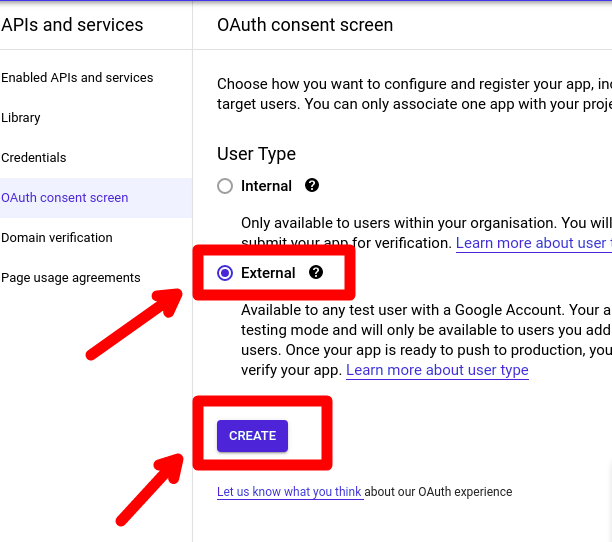 APIs and services
OAuth consent screen
Enabled APIs and services
Library
Credentials
OAuth consent screen
Domain verification
Page usage agreements
Choose how you want to configure and register your app,
target users. You can only associate one app with your
User Type
Internal
Only available to users within your organisation. You will
submit your app for verification. Learn more about user
External
Available to any test user with a Google Account. Your
testing mode and will only be available to users you add
users. Once your app is ready to push to production,
verify your app. Learn more about user type
CREATE
Let us know what you think about our OAuth experience